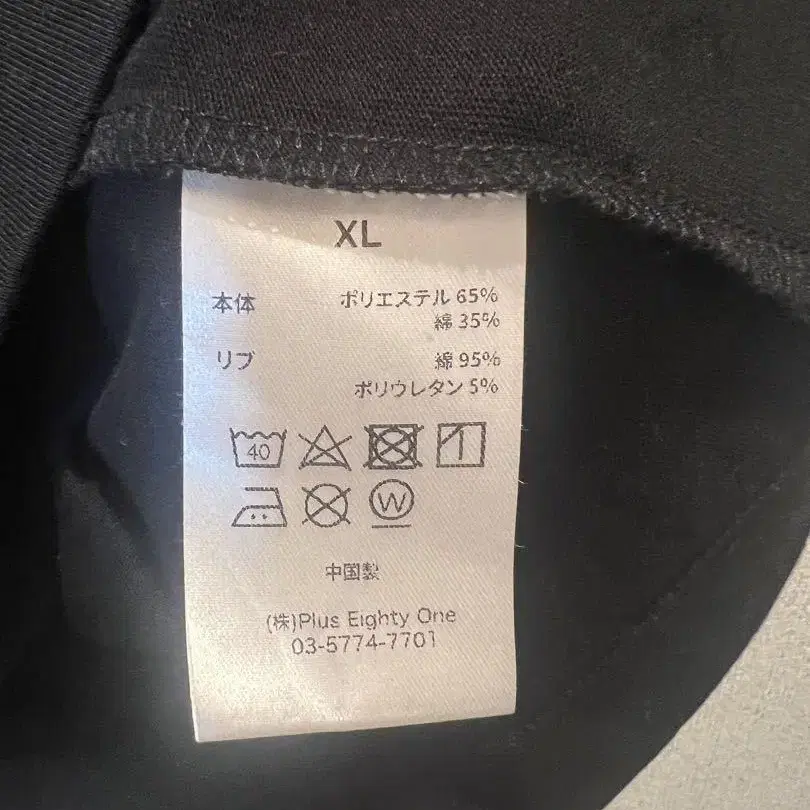 XL
本体 ポリエステル 65%
綿 35%
リブ 綿 95%
ポリウレタン 5%
40
W
中国製
(株)Plus Eighty One
03-5774-7701